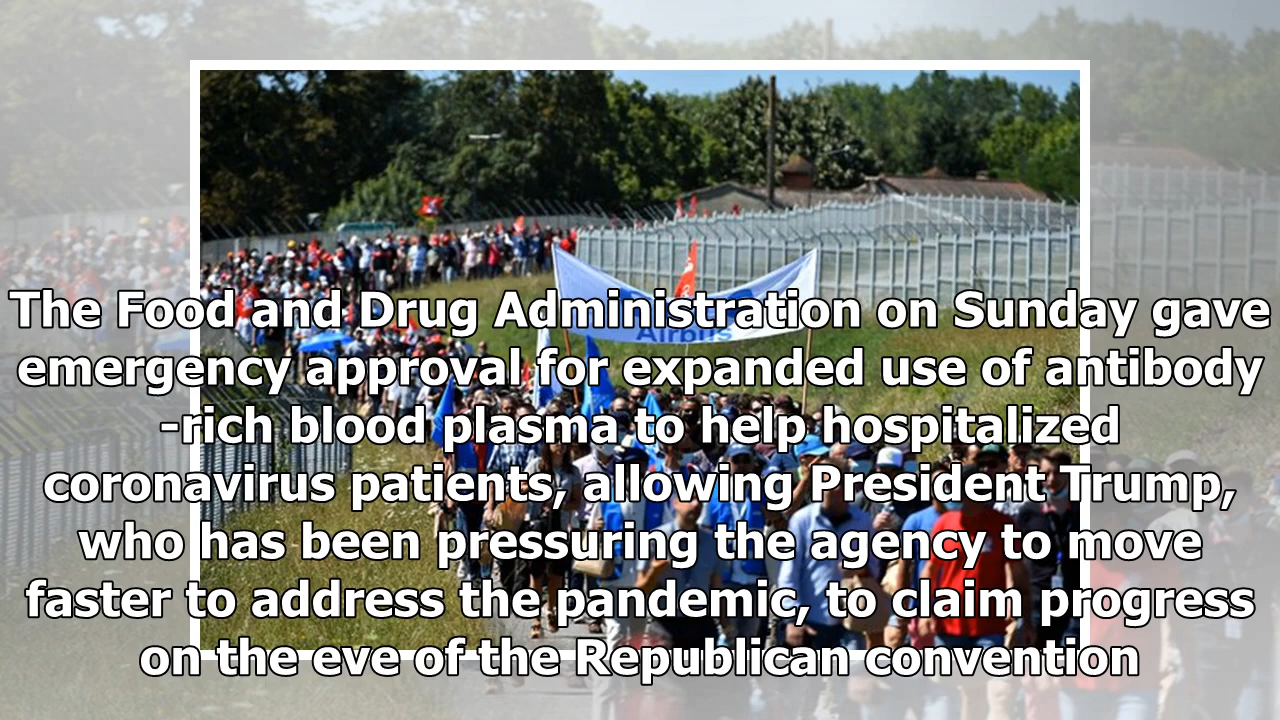 Airbus
The Food and Drug Administration on Sunday gave
emergency approval for expanded use of antibody
-rich blood plasma to help hospitalized
coronavirus patients, allowing President Trump,
who has been pressuring the agency to move
faster to address the pandemic, to claim progress
on the eve of the Republican convention